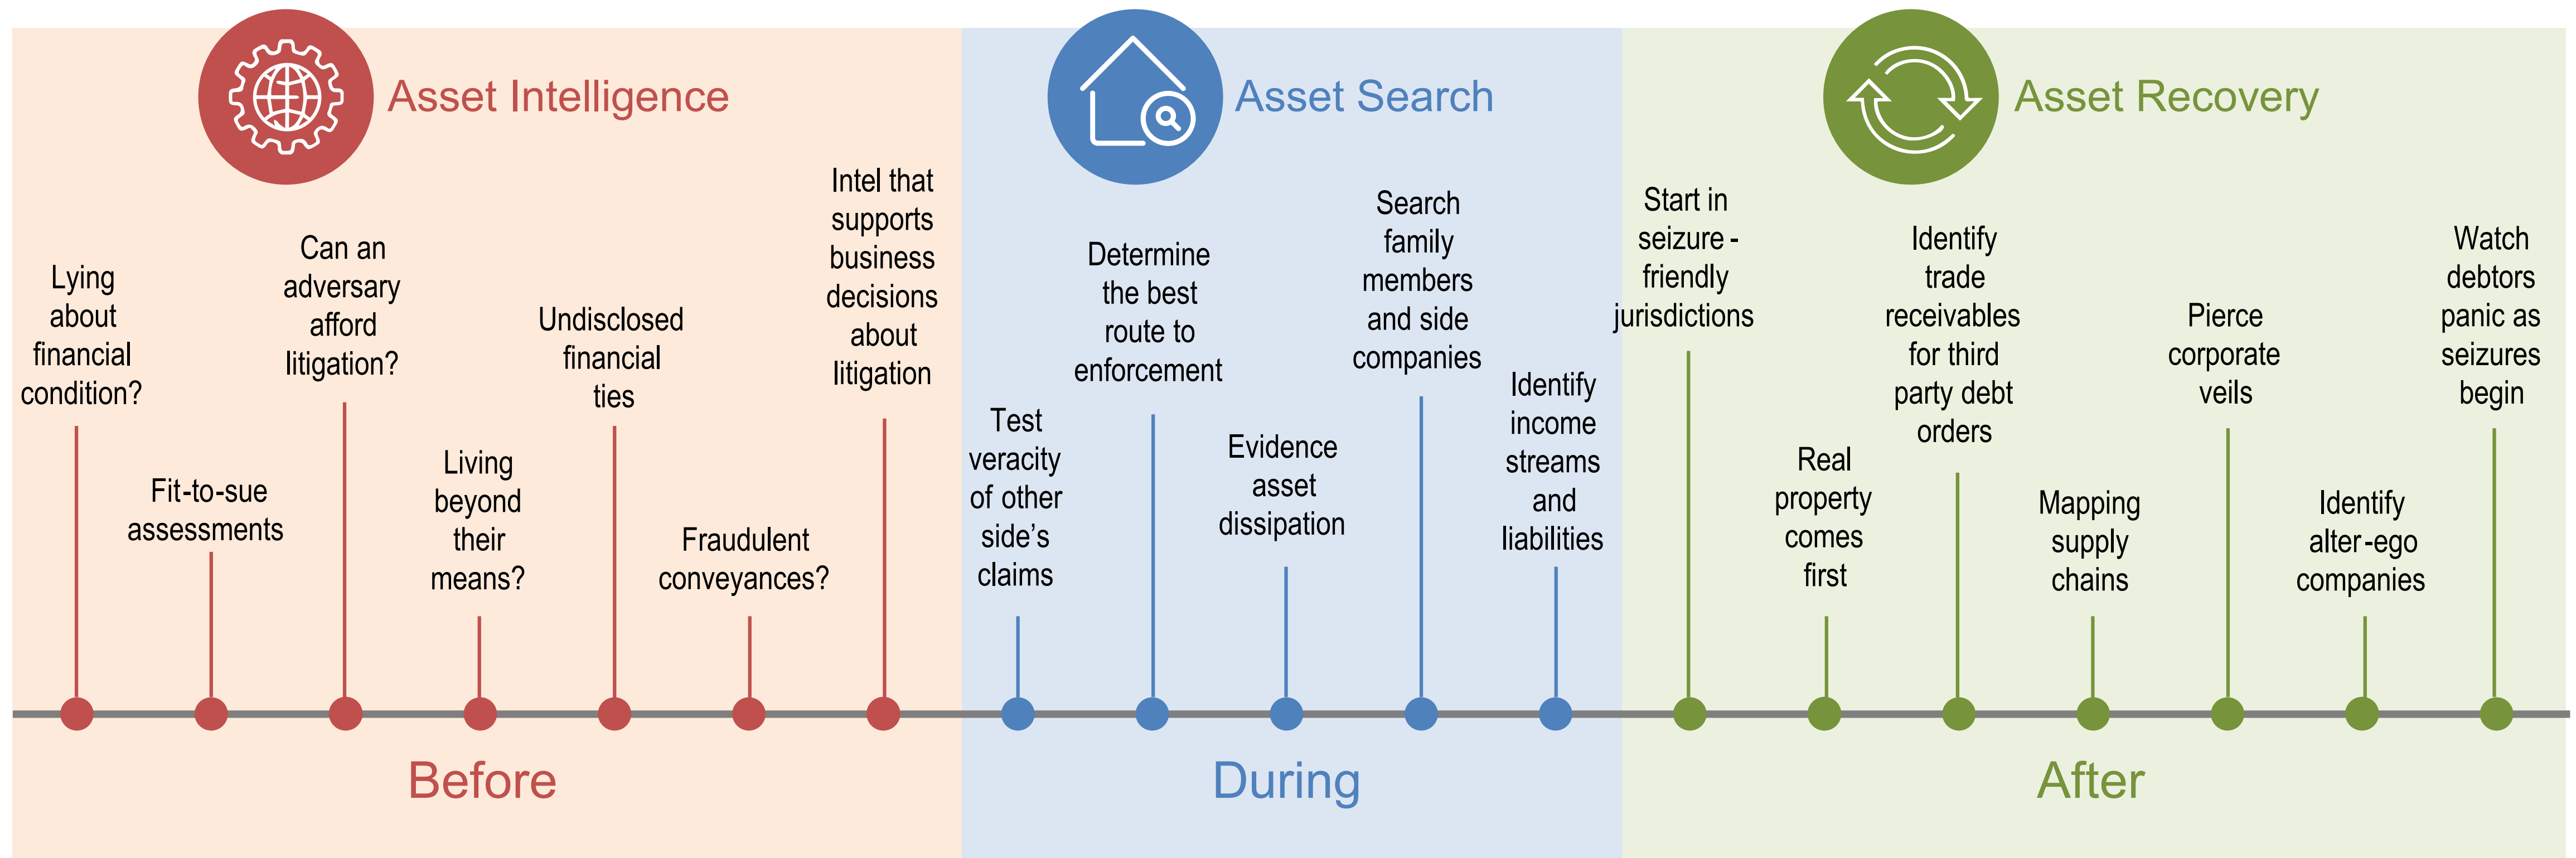 Asset Intelligence
Lying
about
financial
condition?
Fit-to-sue
assessments
Can an
adversary
afford
litigation?
Living
beyond
their
means?
Undisclosed
financial
ties
Fraudulent
conveyances?
Intel that
supports
business
decisions
about
litigation
Before
Asset Search
Test
veracity
of other
side’s
claims
Determine
the best
route to
enforcement
Evidence
asset
dissipation
Search
family
members
and side
companies
Identify
income
streams
and
liabilities
During
Asset Recovery
Start in
seizure -
friendly
jurisdictions
Real
property
comes
first
Identify
trade
receivables
for third
party debt
orders
Mapping
supply
chains
Pierce
corporate
veils
Identify
alter-ego
companies
Watch
debtors
panic as
seizures
begin
After